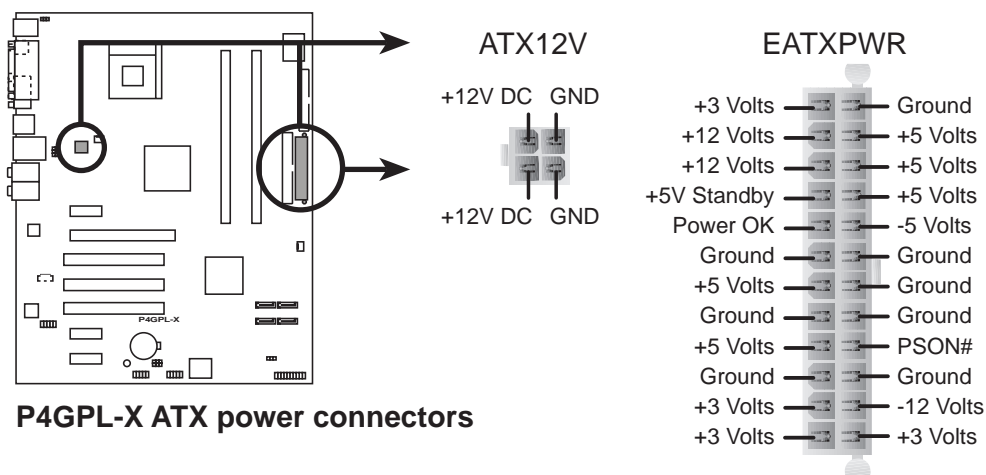 ATX12V
+12V DC GND
+12V DC GND
EATXPWR
+3 Volts Ground
+12 Volts +5 Volts
+12 Volts +5 Volts
+5V Standby +5 Volts
Power OK -5 Volts
Ground Ground
+5 Volts Ground
Ground Ground
+5 Volts PSON#
Ground Ground
+3 Volts -12 Volts
+3 Volts +3 Volts
P4GPL-X
P4GPL-X ATX power connectors